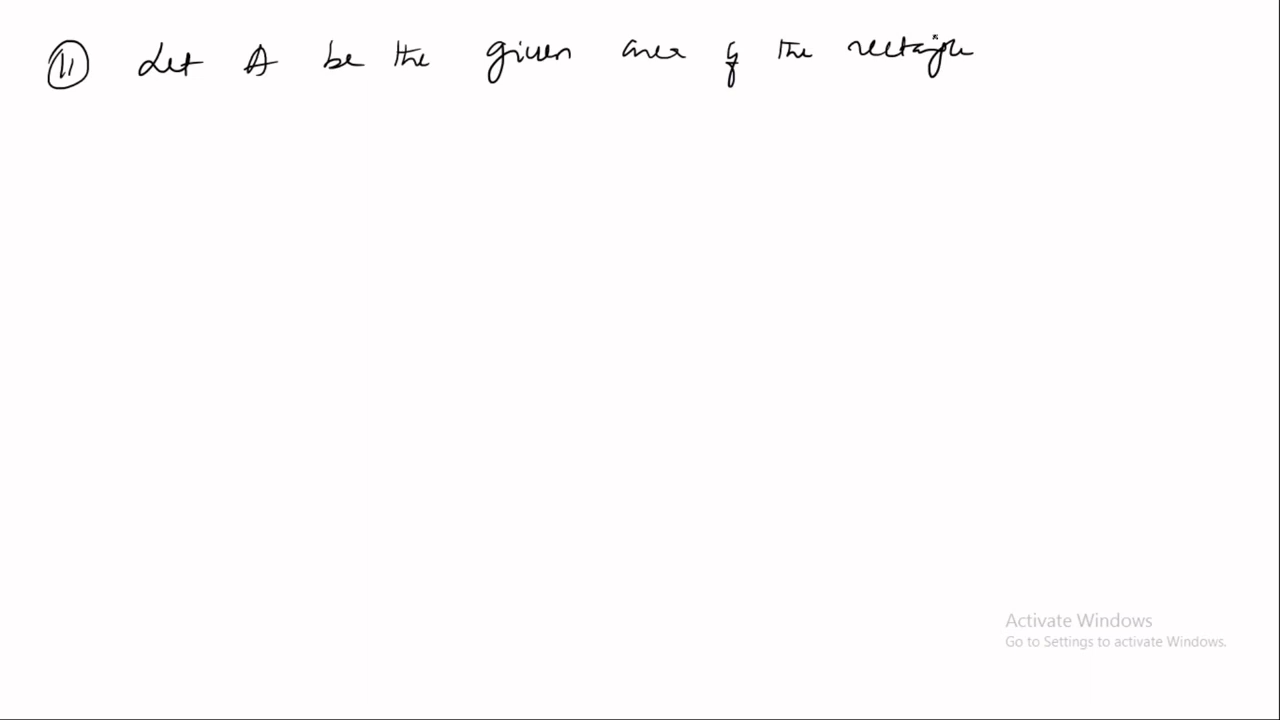 11 Let A be the given area of the rectangle
Activate Windows
Go to Settings to activate Windows.